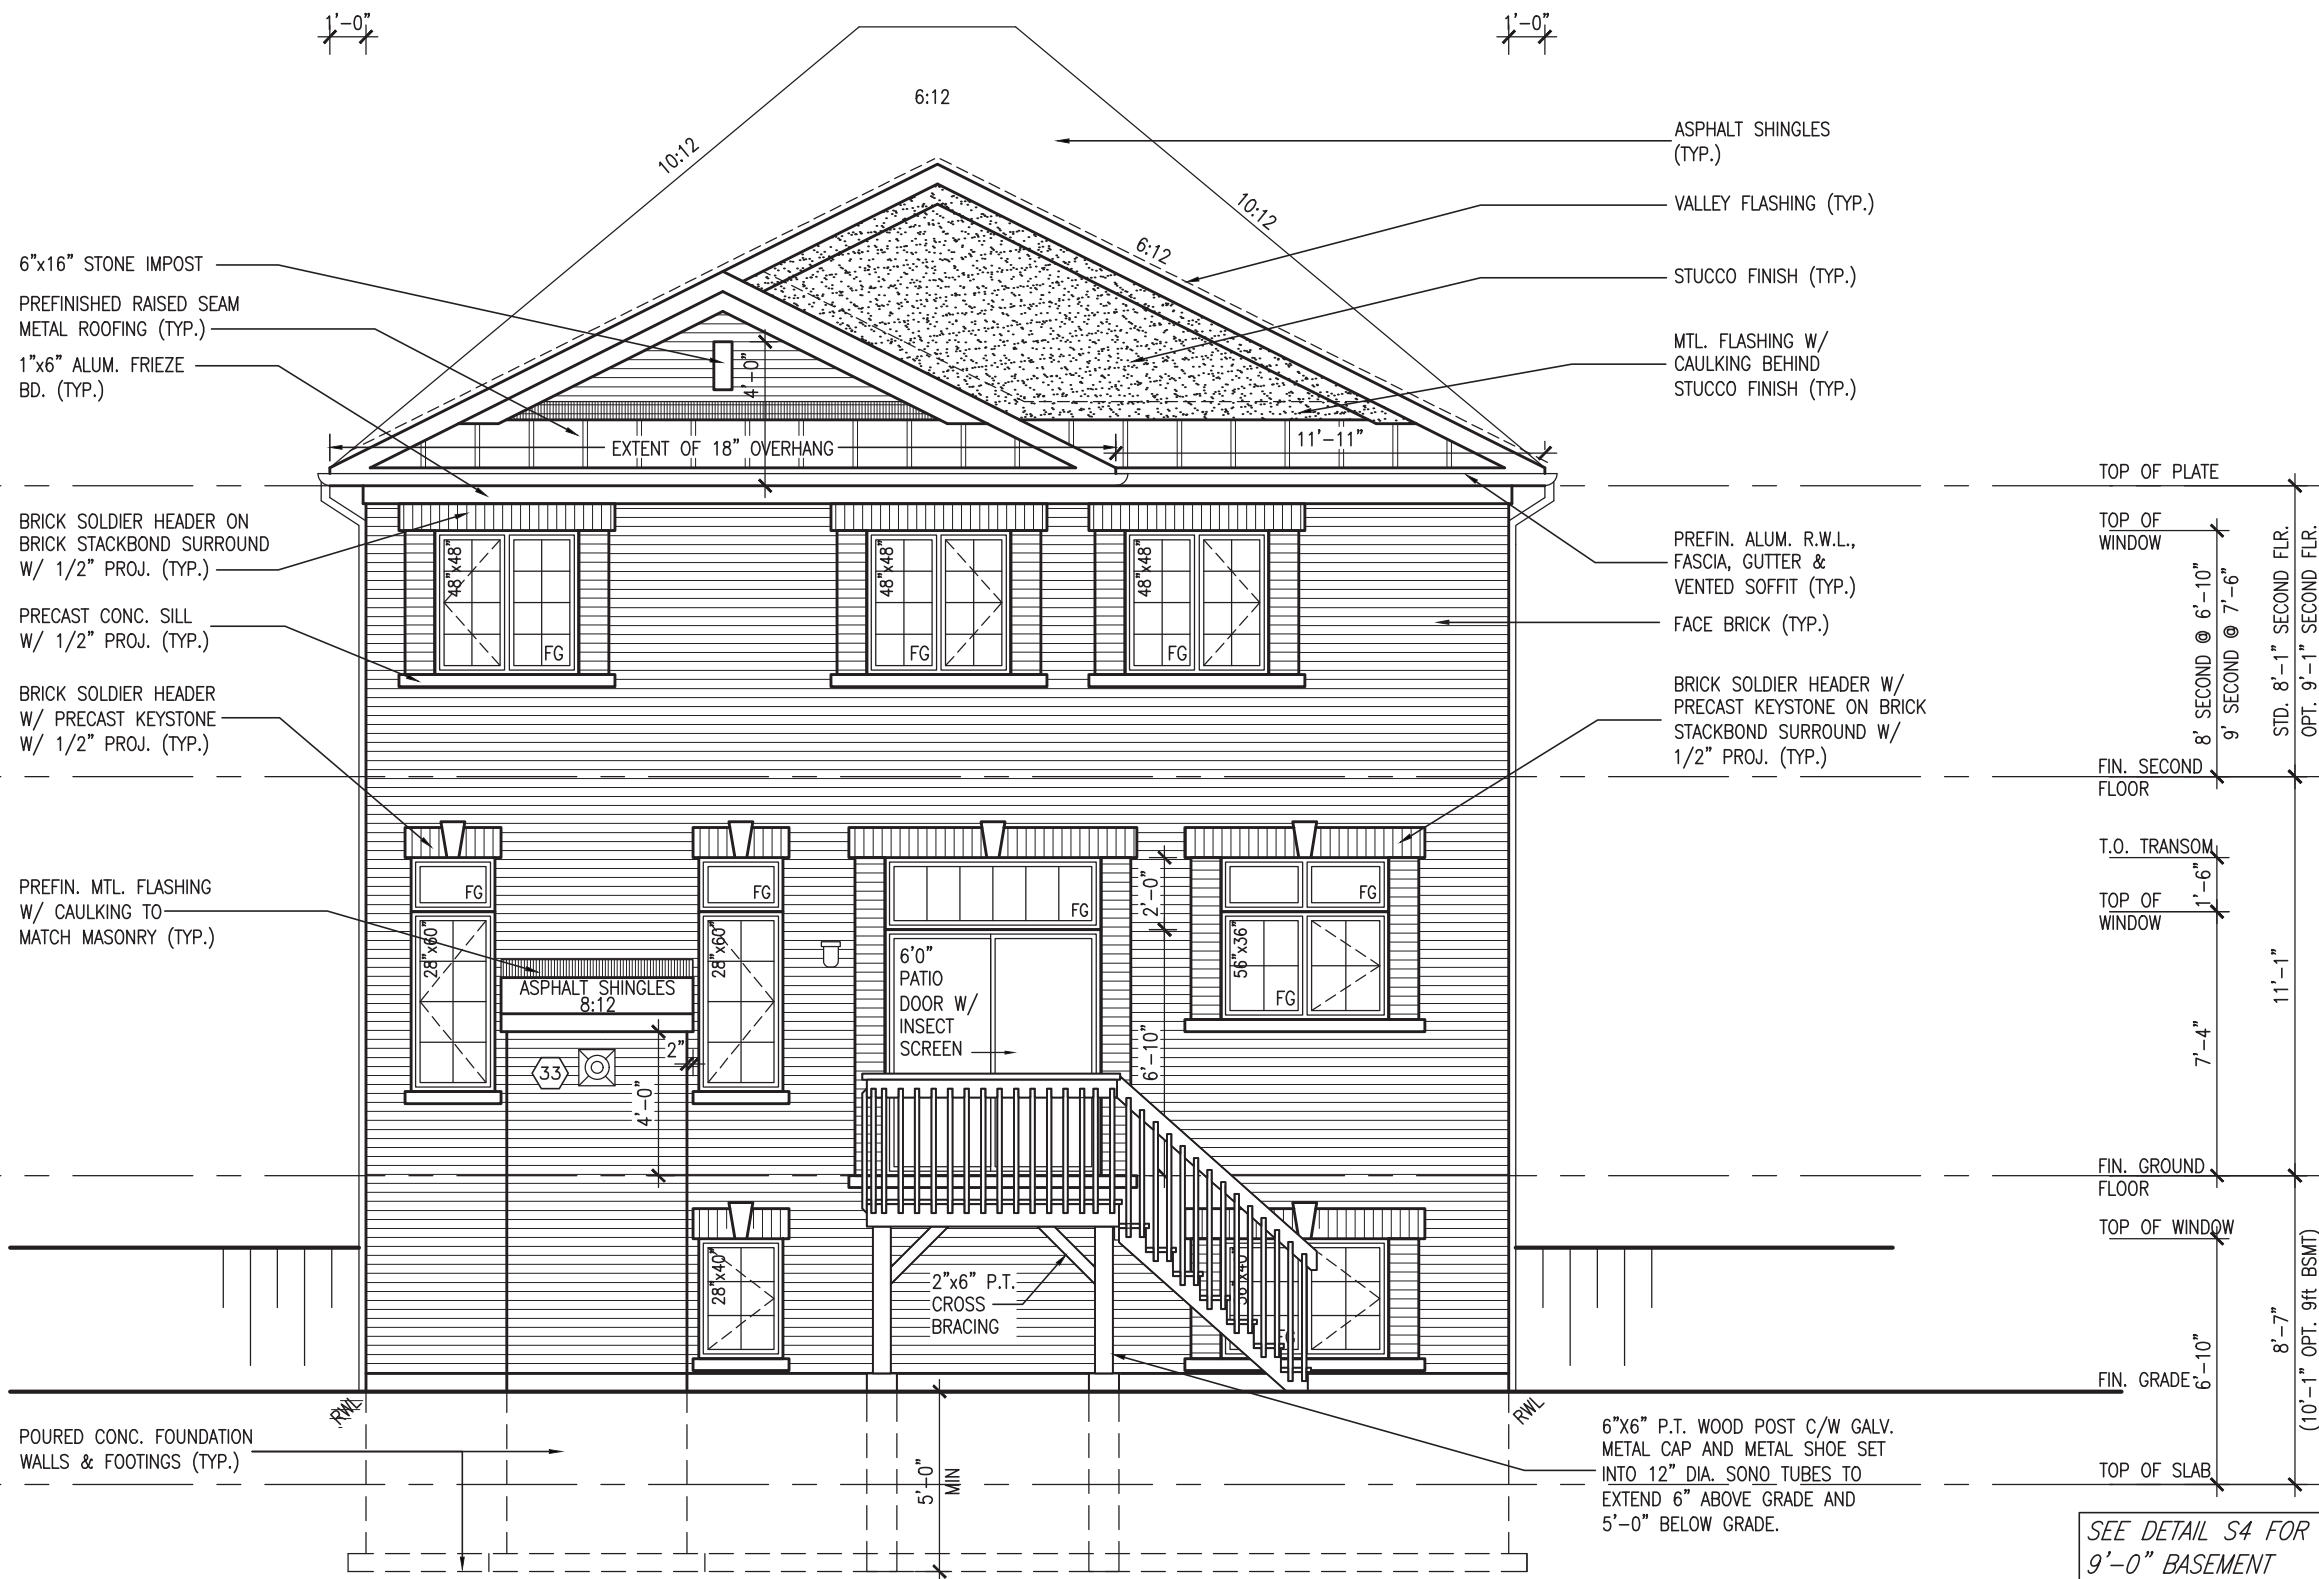 1'-0"
1'-0"
6:12
10:12
10:12
6:12
ASPHALT SHINGLES
(TYP.)
VALLEY FLASHING (TYP.)
STUCCO FINISH (TYP.)
MTL. FLASHING W/
CAULKING BEHIND
STUCCO FINISH (TYP.)
6"x16" STONE IMPOST
PREFINISHED RAISED SEAM
METAL ROOFING (TYP.)
1"x6" ALUM. FRIEZE
BD. (TYP.)
4'-0"
EXTENT OF 18" OVERHANG
11'-11"
BRICK SOLDIER HEADER ON
BRICK STACKBOND SURROUND
W/ 1/2" PROJ. (TYP.)
PRECAST CONC. SILL
W/ 1/2" PROJ. (TYP.)
BRICK SOLDIER HEADER
W/ PRECAST KEYSTONE
W/ 1/2" PROJ. (TYP.)
PREFIN. MTL. FLASHING
W/ CAULKING TO
MATCH MASONRY (TYP.)
48"x48"
FG
48"x48"
FG
48"x48"
FG
PREFIN. ALUM. R.W.L.,
FASCIA, GUTTER &
VENTED SOFFIT (TYP.)
FACE BRICK (TYP.)
BRICK SOLDIER HEADER W/
PRECAST KEYSTONE ON BRICK
STACKBOND SURROUND W/
1/2" PROJ. (TYP.)
TOP OF PLATE
TOP OF
WINDOW
8' SECOND @ 6'-10"
9' SECOND @ 7'-6"
STD. 8'-1" SECOND FLR.
OPT. 9'-1" SECOND FLR.
FIN. SECOND
FLOOR
T.O. TRANSOM
1'-6"
TOP OF
WINDOW
11'-1"
7'-4"
FIN. GROUND
FLOOR
TOP OF WINDOW
6'-10"
8'-7"
(10'-1" OPT. 9ft BSMT)
FIN. GRADE
TOP OF SLAB
FG
28"x60"
FG
28"x60"
ASPHALT SHINGLES
8:12
33
2"
4'-0"
FG
2'-0"
6'0"
PATIO
DOOR W/
INSECT
SCREEN
6'-10"
FG
56"x36"
FG
28"x40"
2"x6" P.T.
CROSS
BRACING
56"x40"
FG
RWL
RWL
POURED CONC. FOUNDATION
WALLS & FOOTINGS (TYP.)
5'-0"
MIN
6"X6" P.T. WOOD POST C/W GALV.
METAL CAP AND METAL SHOE SET
INTO 12" DIA. SONO TUBES TO
EXTEND 6" ABOVE GRADE AND
5'-0" BELOW GRADE.
SEE DETAIL S4 FOR
9'-0" BASEMENT